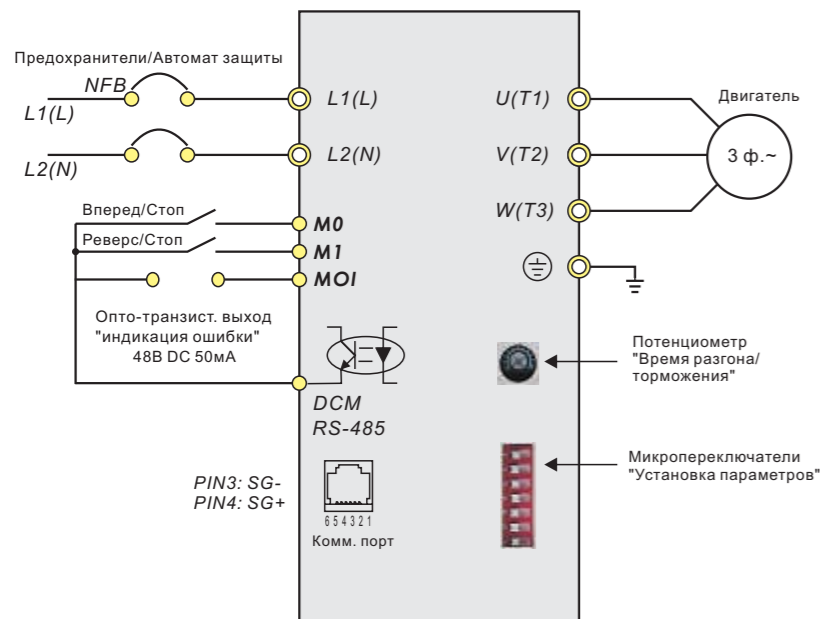 Предохранители/Автомат защиты
NFB
L1(L)
L1(L)
L2(N)
L2(N)
U(T1)
V(T2)
W(T3)
Двигатель
3 ф.~
Вперед/Стоп
M0
Реверс/Стоп
M1
MOI
Опто-транзист. выход
"индикация ошибки"
48В DC 50мА
DCM
RS-485
PIN3: SG-
PIN4: SG+
6 5 4 3 2 1
Комм. порт
Потенциометр
"Время разгона/
торможения"
Микропереключатели
"Установка параметров"